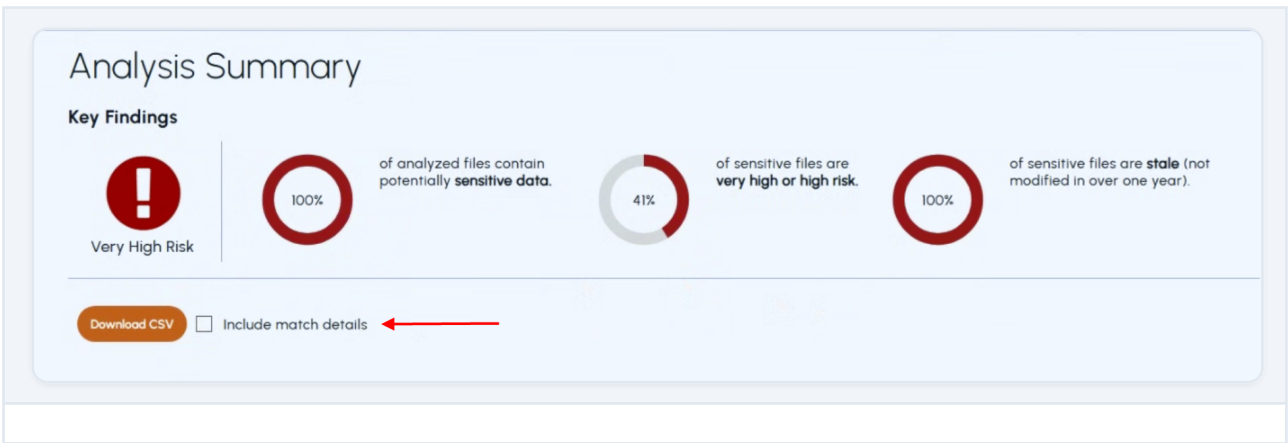 Analysis Summary
Key Findings
Very High Risk
100%
of analyzed files contain
potentially sensitive data.
41%
of sensitive files are
very high or high risk.
100%
of sensitive files are stale (not
modified in over one year).
Download CSV
Include match details